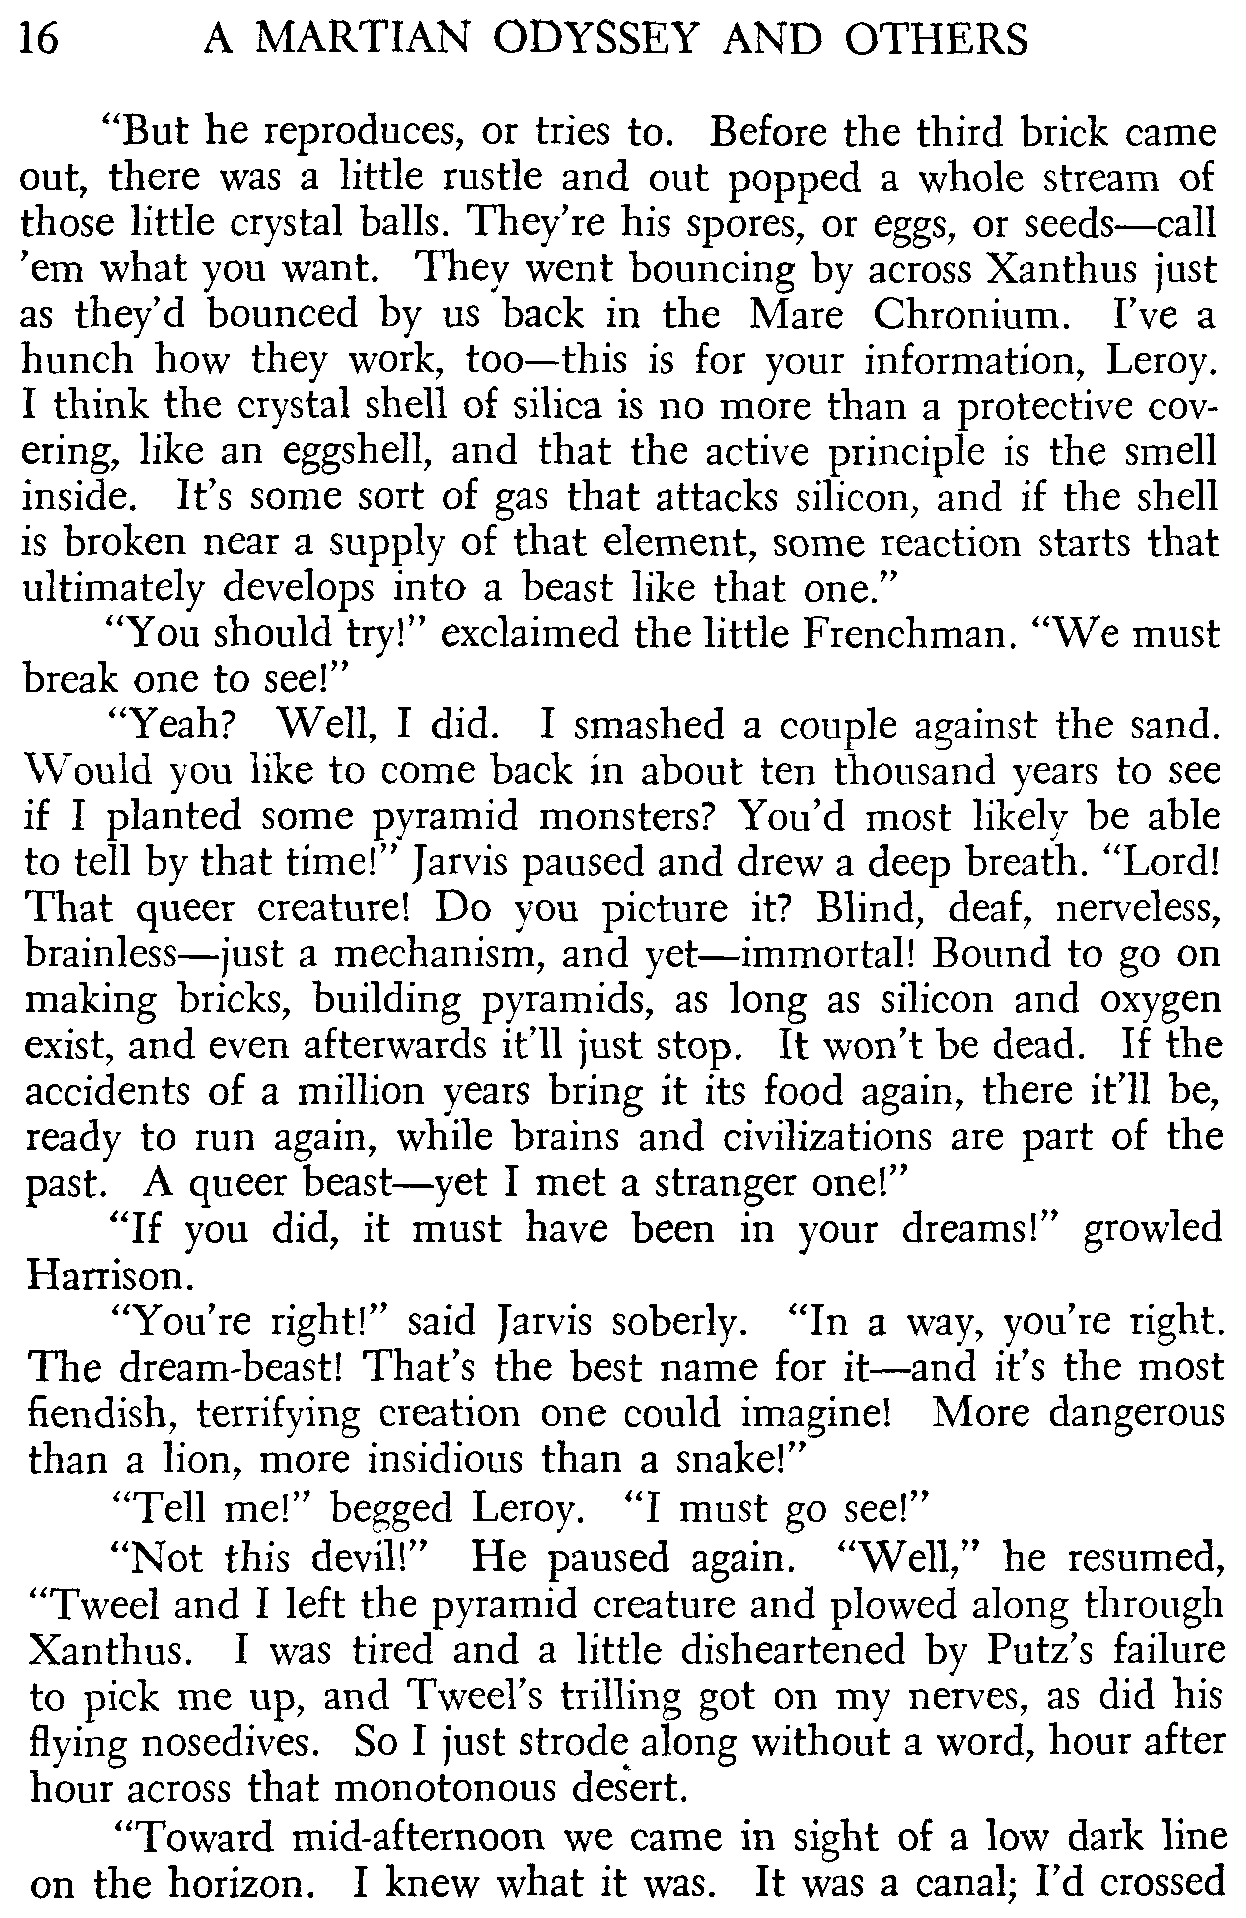 16 A MARTIAN ODYSSEY AND OTHERS
“But he reproduces, or tries to. Before the third brick came
out, there was a little rustle and out popped a whole stream of
those little crystal balls. They’re his spores, or eggs, or seeds—call
’em what you want. They went bouncing by across Xanthus just
as they’d bounced by us back in the Mare Chronium. I’ve a
hunch how they work, too—this is for your information, Leroy.
I think the crystal shell of silica is no more than a protective cov-
ering, like an eggshell, and that the active principle is the smell
inside. It’s some sort of gas that attacks silicon, and if the shell
is broken near a supply of that element, some reaction starts that
ultimately develops into a beast like that one.”
“You should try!” exclaimed the little Frenchman. “We must
break one to see!”
“Yeah? Well, I did. I smashed a couple against the sand.
Would you like to come back in about ten thousand years to see
if I planted some pyramid monsters? You’d most likely be able
to tell by that time!” Jarvis paused and drew a deep breath. “Lord!
That queer creature! Do you picture it? Blind, deaf, nerveless,
brainless—just a mechanism, and yet—immortal! Bound to go on
making bricks, building pyramids, as long as silicon and oxygen
exist, and even afterwards it’ll just stop. It won’t be dead. If the
accidents of a million years bring it its food again, there it’ll be,
ready to run again, while brains and civilizations are part of the
past. A queer beast—yet I met a stranger one!”
“If you did, it must have been in your dreams!” growled
Harrison.
“You’re right!” said Jarvis soberly. “In a way, you’re right.
The dream-beast! That’s the best name for it—and it’s the most
fiendish, terrifying creation one could imagine! More dangerous
than a lion, more insidious than a snake!”
“Tell me!” begged Leroy. “I must go see!”
“Not this devil!” He paused again. “Well,” he resumed,
“Tweel and I left the pyramid creature and plowed along through
Xanthus. I was tired and a little disheartened by Putz’s failure
to pick me up, and Tweel’s trilling got on my nerves, as did his
flying nosedives. So I just strode along without a word, hour after
hour across that monotonous desert.
“Toward mid-afternoon we came in sight of a low dark line
on the horizon. I knew what it was. It was a canal; I’d crossed